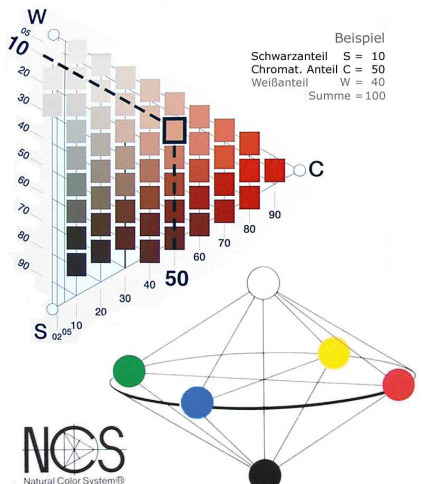 W
05
10
20
30
40
50
60
70
80
90
S
02 05 10
20
30
40
50
60
70
80
90
C
Beispiel
Schwarzanteil S = 10
Chromat. Anteil C = 50
Weißanteil W = 40
Summe =100
NCS
Natural Color System®